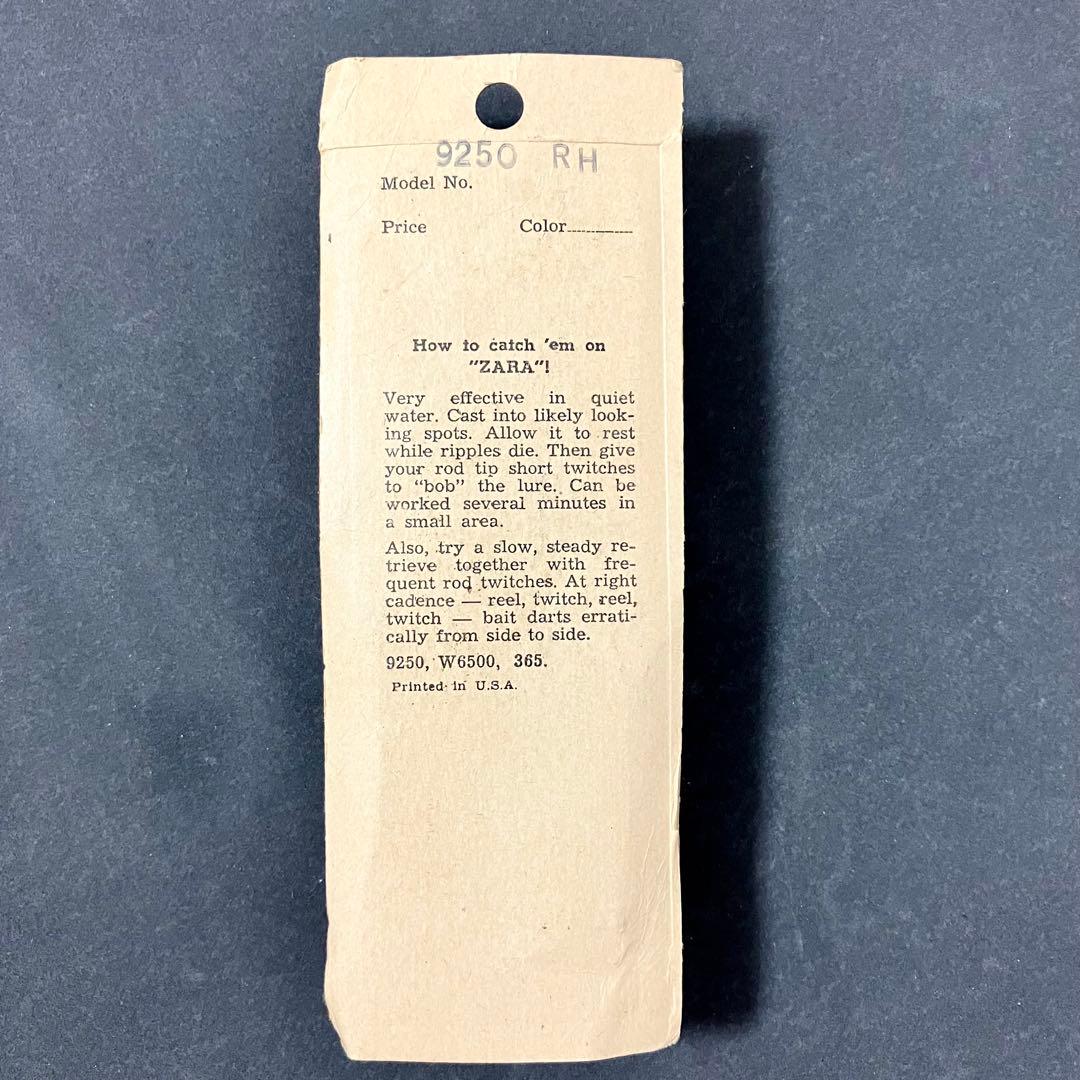 9250 RH
Model No.
Price Color
How to catch 'em on
"ZARA"!
Very effective in quiet
water. Cast into likely look-
ing spots. Allow it to rest
while ripples die. Then give
your rod tip short twitches
to "bob" the lure. Can be
worked several minutes in
a small area.
Also, try a slow, steady re-
trieve together with fre-
quent rod twitches. At right
cadence — reel, twitch, reel,
twitch — bait darts errati-
cally from side to side.
9250, W6500, 365.
Printed in U.S.A.